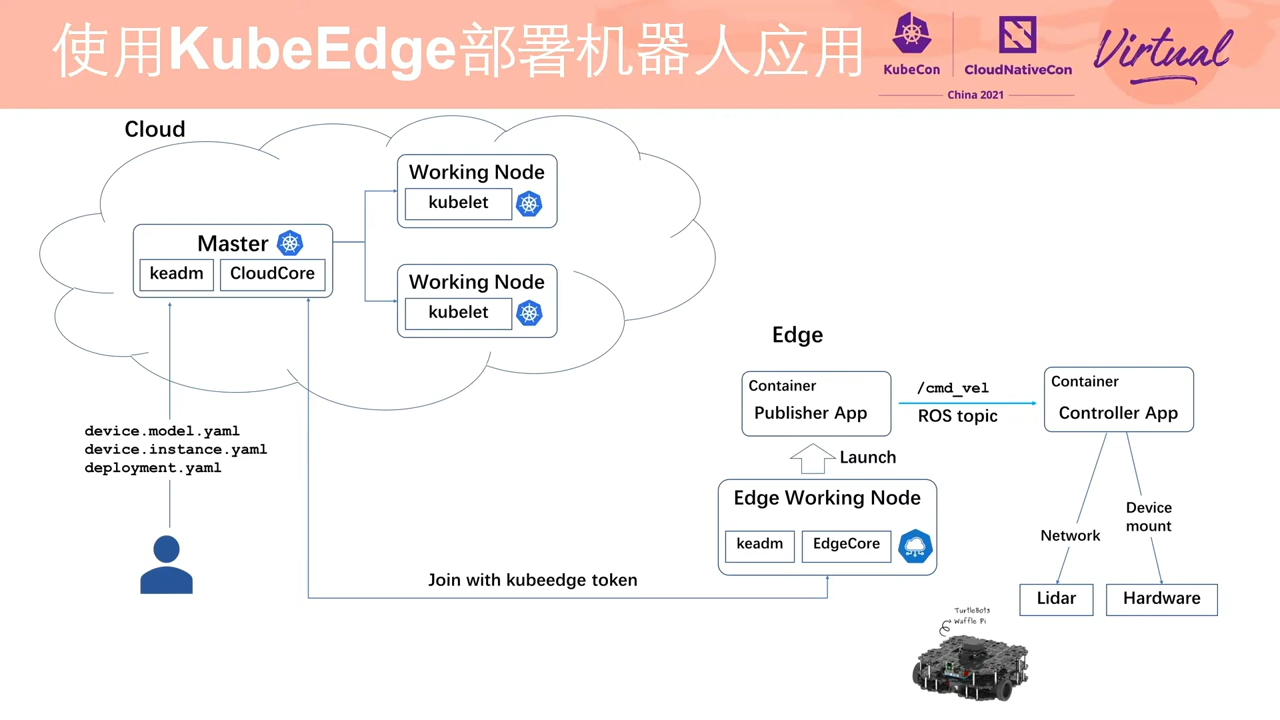 使用KubeEdge部署机器人应用
KubeCon
CloudNativeCon
China 2021
Virtual
Cloud
Working Node
kubelet
Master
keadm
CloudCore
Working Node
kubelet
device.model.yaml
device.instance.yaml
deployment.yaml
Join with kubeedge token
Edge
Container
Publisher App
/cmd_vel
ROS topic
Container
Controller App
Launch
Edge Working Node
keadm
EdgeCore
Network
Device
mount
Lidar
Hardware
TurtleBot3
Waffle Pi